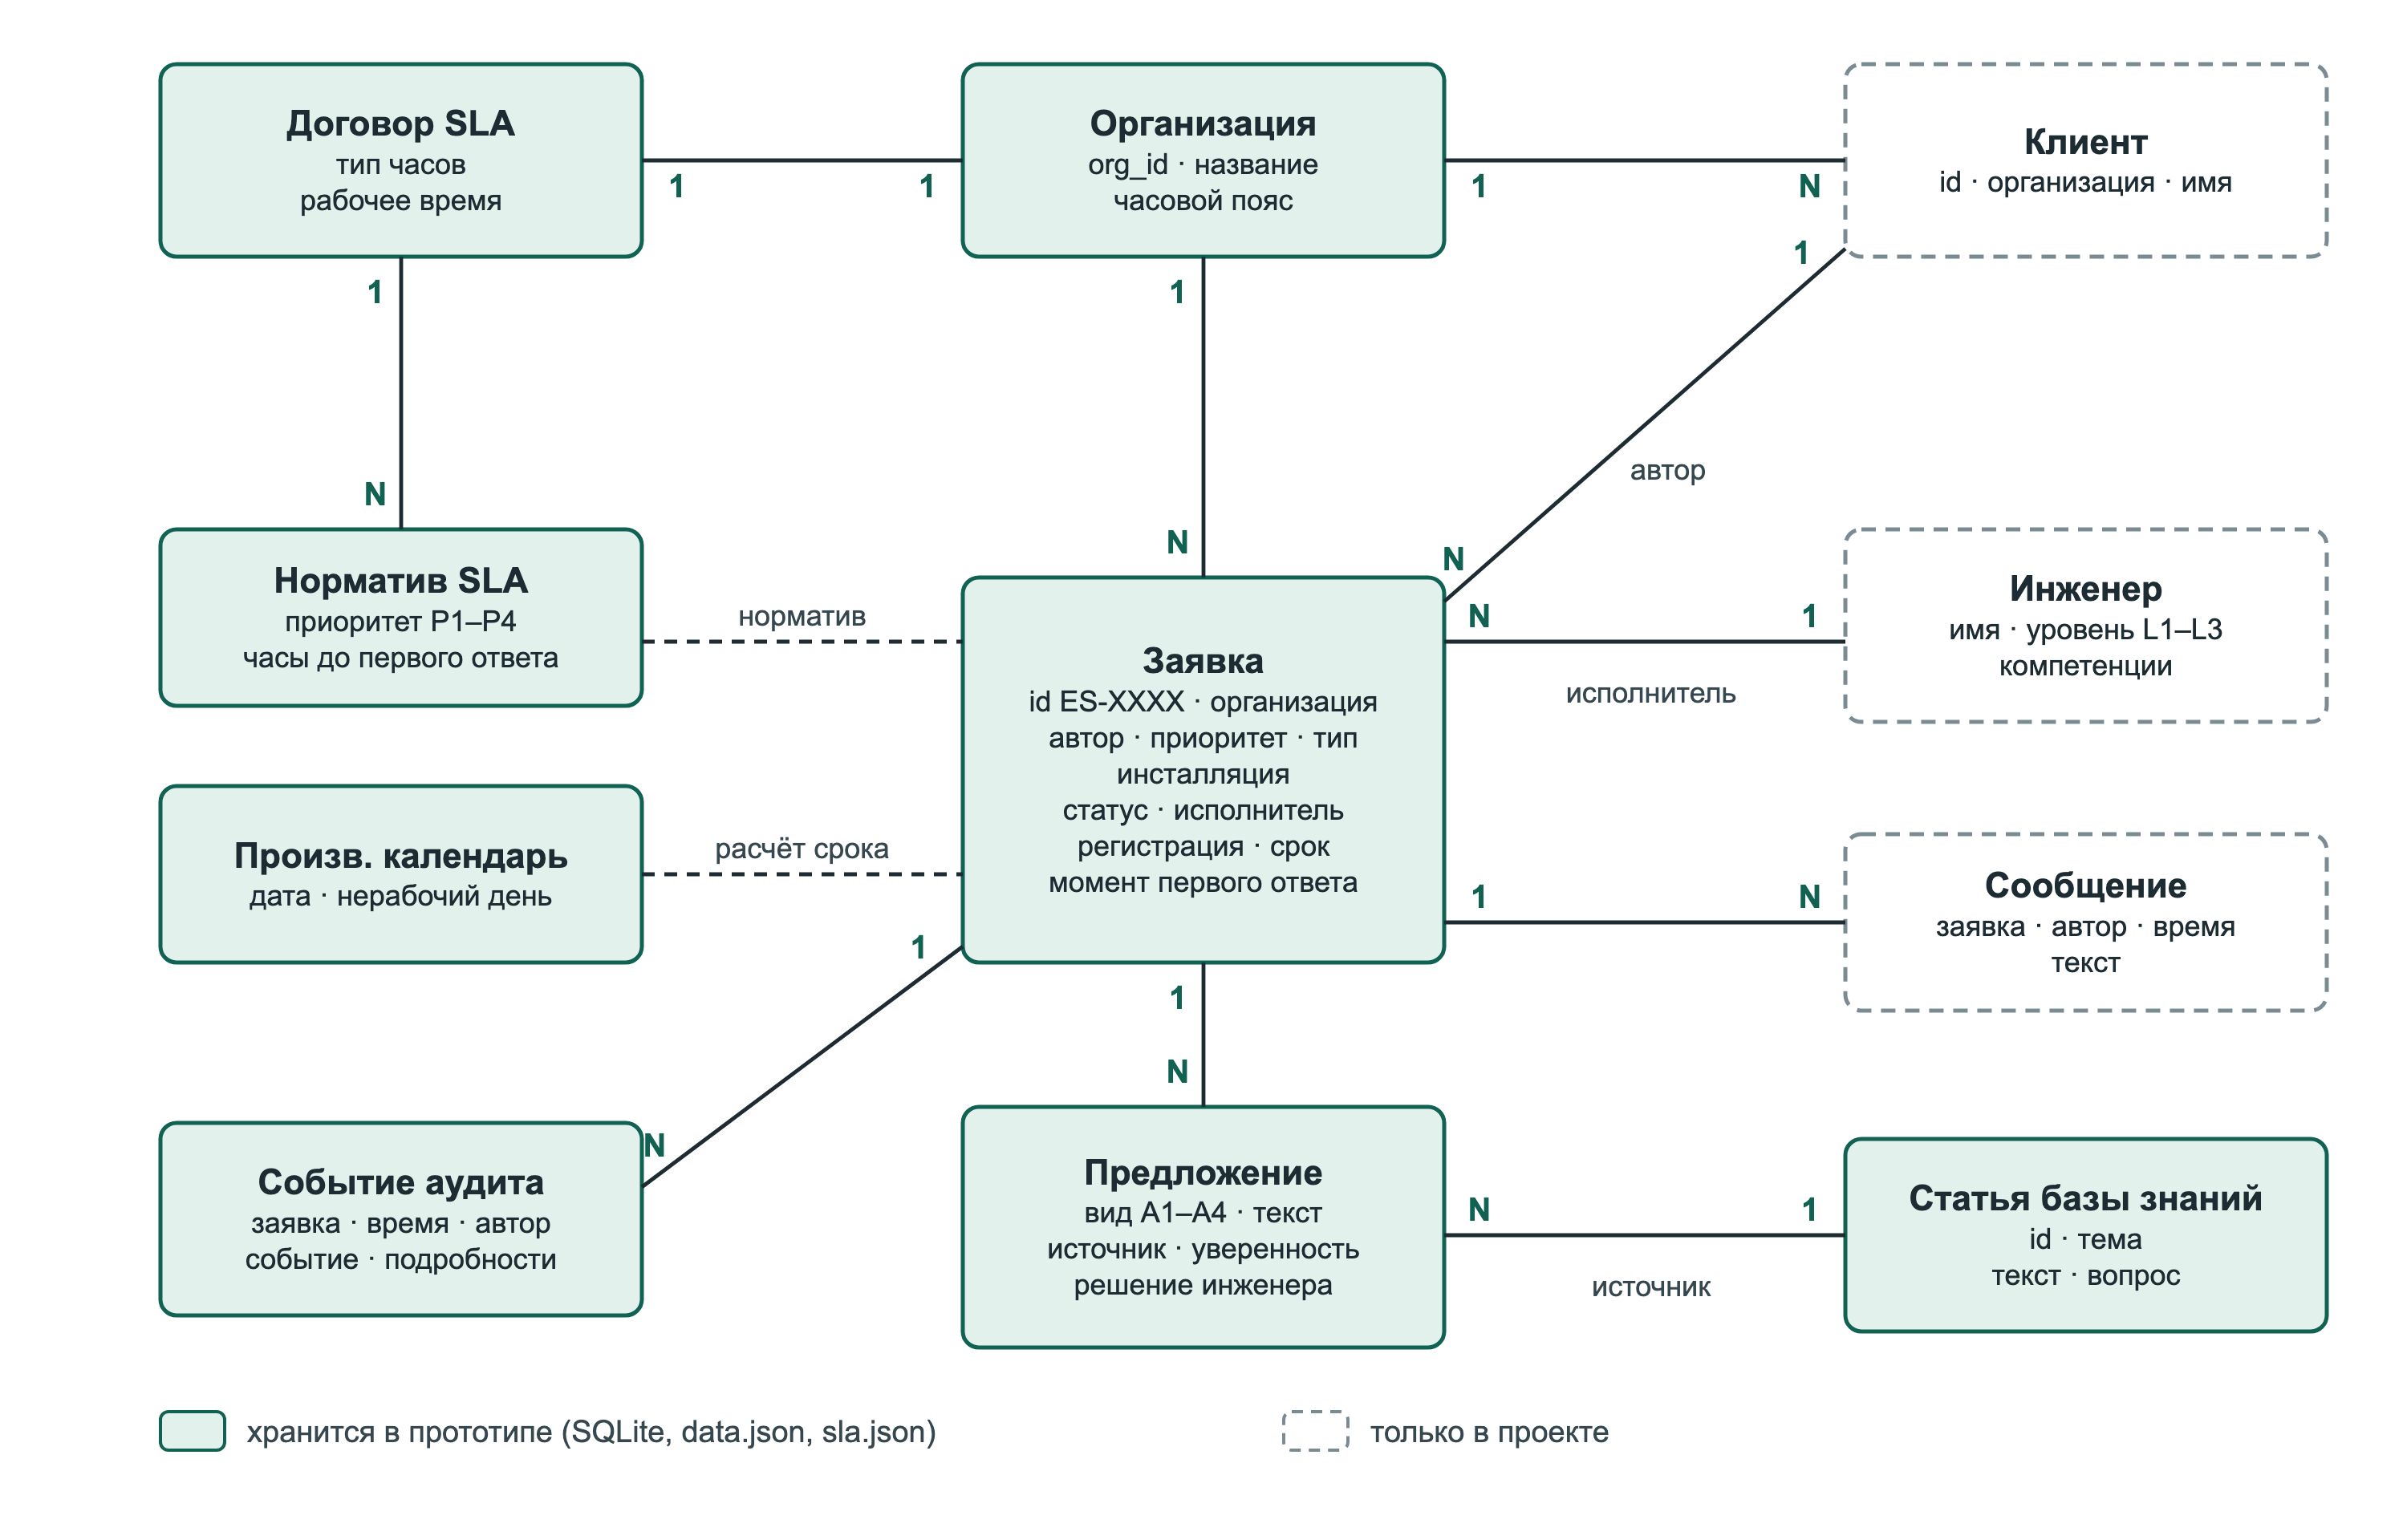 Договор SLA
тип часов
рабочее время
1
1
Организация
org_id · название
часовой пояс
1
N
Клиент
id · организация · имя
1
N
1
N
1
автор
N
Норматив SLA
приоритет P1–P4
часы до первого ответа
норматив
Заявка
id ES-XXXX · организация
автор · приоритет · тип
инсталляция
статус · исполнитель
регистрация · срок
момент первого ответа
N
1
исполнитель
Инженер
имя · уровень L1–L3
компетенции
Произв. календарь
дата · нерабочий день
расчёт срока
1
N
Сообщение
заявка · автор · время
текст
1
N
Событие аудита
заявка · время · автор
событие · подробности
1
N
Предложение
вид A1–A4 · текст
источник · уверенность
решение инженера
N
1
источник
Статья базы знаний
id · тема
текст · вопрос
хранится в прототипе (SQLite, data.json, sla.json)
только в проекте